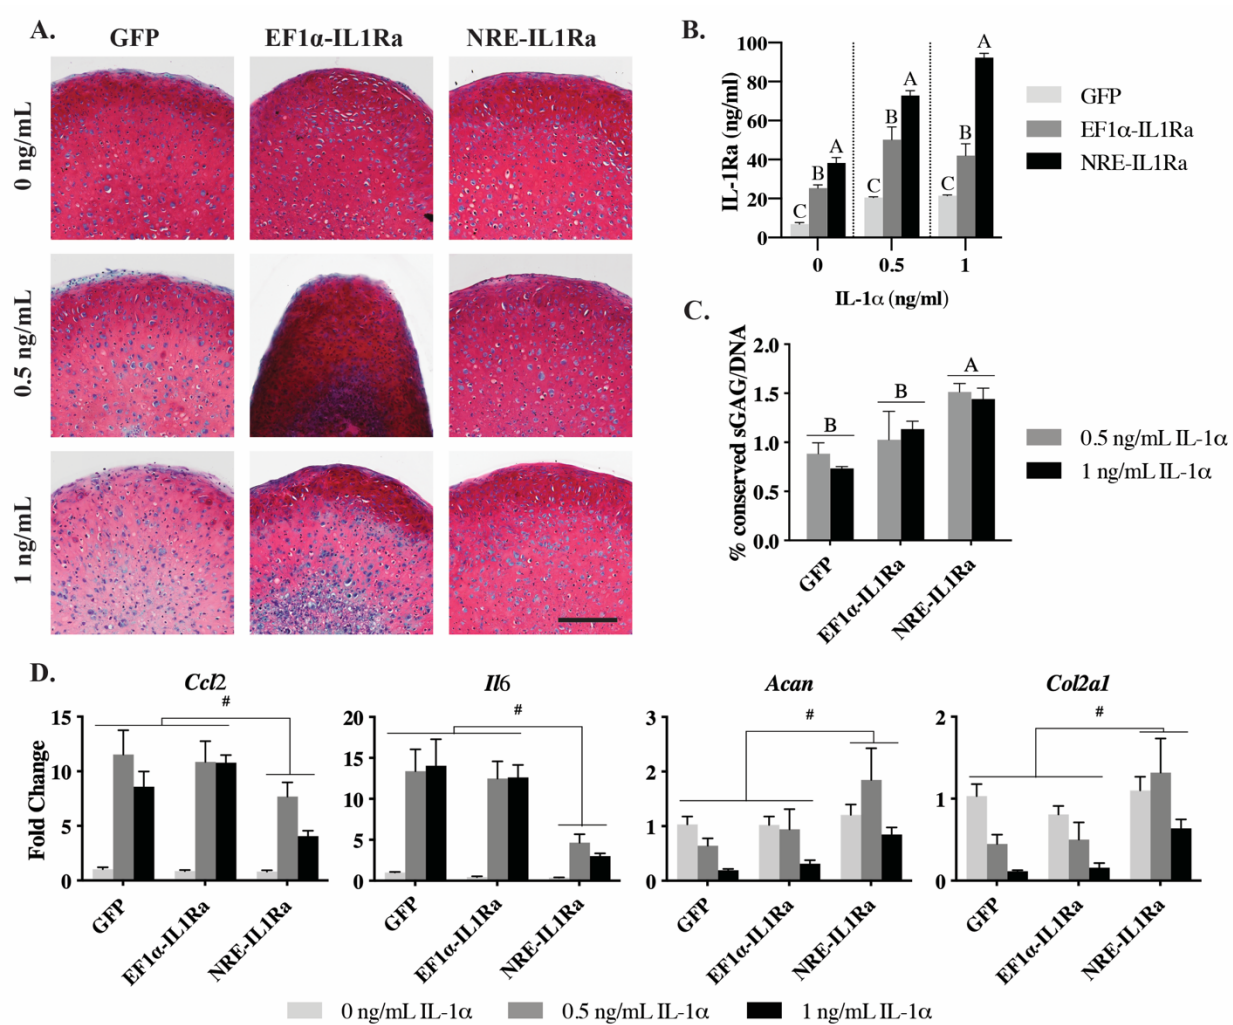 A.
GFP
EF1α-IL1Ra
NRE-IL1Ra
0 ng/mL
0.5 ng/mL
1 ng/mL
B.
IL-1Ra (ng/ml)
100
80
60
40
20
0
C
B
A
C
B
A
C
B
A
0
0.5
1
IL-1α (ng/ml)
GFP
EF1α-IL1Ra
NRE-IL1Ra
C.
% conserved sGAG/DNA
2.0
1.5
1.0
0.5
0.0
B
B
A
GFP
EF1α-IL1Ra
NRE-IL1Ra
0.5 ng/mL IL-1α
1 ng/mL IL-1α
D.
Ccl2
Fold Change
15
10
5
0
#
GFP
EF1α-IL1Ra
NRE-IL1Ra
Il6
20
15
10
5
0
#
GFP
EF1α-IL1Ra
NRE-IL1Ra
Acan
3
2
1
0
#
GFP
EF1α-IL1Ra
NRE-IL1Ra
Col2a1
2
1
0
#
GFP
EF1α-IL1Ra
NRE-IL1Ra
0 ng/mL IL-1α
0.5 ng/mL IL-1α
1 ng/mL IL-1α